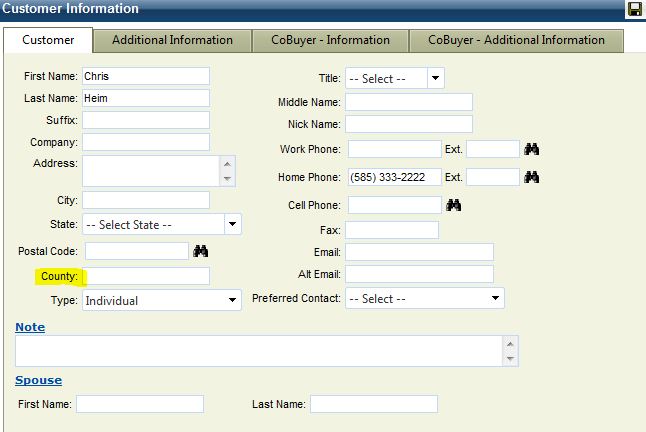 Customer Information
Customer
Additional Information
CoBuyer - Information
CoBuyer - Additional Information
First Name: Chris
Last Name: Heim
Suffix:
Company:
Address:
City:
State: -- Select State --
Postal Code:
County:
Type: Individual
Title: -- Select --
Middle Name:
Nick Name:
Work Phone: Ext.
Home Phone: (585) 333-2222 Ext.
Cell Phone:
Fax:
Email:
Alt Email:
Preferred Contact: -- Select --
Note
Spouse
First Name: Last Name: